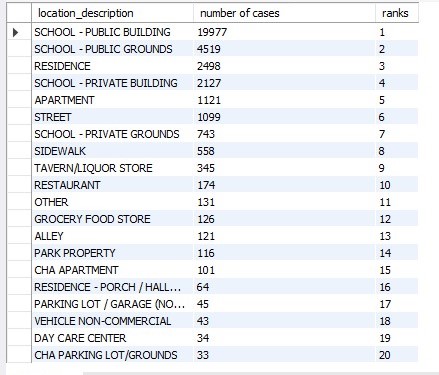 location_description number of cases ranks
SCHOOL - PUBLIC BUILDING 19977 1
SCHOOL - PUBLIC GROUNDS 4519 2
RESIDENCE 2498 3
SCHOOL - PRIVATE BUILDING 2127 4
APARTMENT 1121 5
STREET 1099 6
SCHOOL - PRIVATE GROUNDS 743 7
SIDEWALK 558 8
TAVERN/LIQUOR STORE 345 9
RESTAURANT 174 10
OTHER 131 11
GROCERY FOOD STORE 126 12
ALLEY 121 13
PARK PROPERTY 116 14
CHA APARTMENT 101 15
RESIDENCE - PORCH / HALL... 64 16
PARKING LOT / GARAGE (NO... 45 17
VEHICLE NON-COMMERCIAL 43 18
DAY CARE CENTER 34 19
CHA PARKING LOT/GROUNDS 33 20